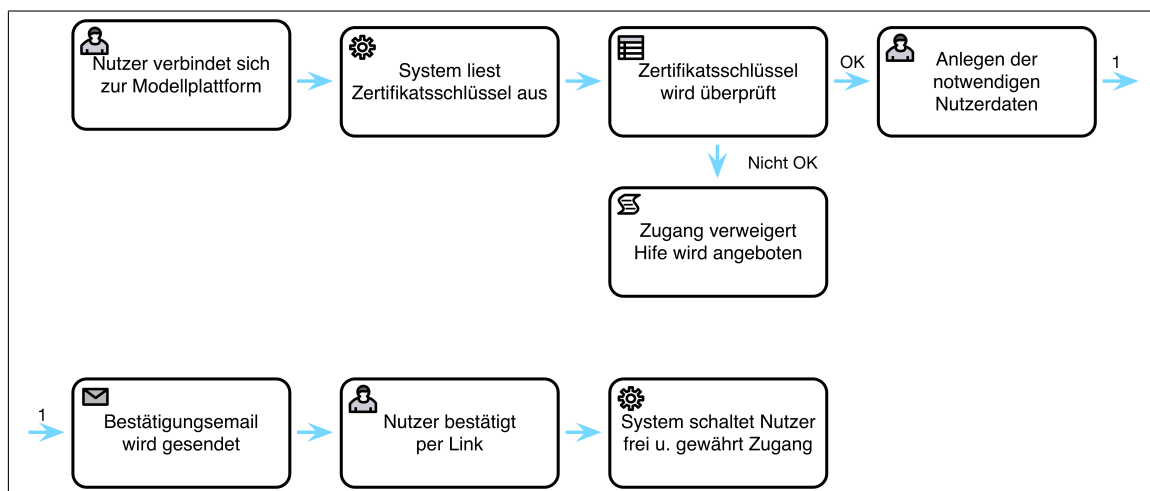 Nutzer verbindet sich
zur Modellplattform
System liest
Zertifikatsschlüssel aus
Zertifikatsschlüssel
wird überprüft
OK
Anlegen der
notwendigen
Nutzerdaten
1
Nicht OK
Zugang verweigert
Hife wird angeboten
1
Bestätigungsemail
wird gesendet
Nutzer bestätigt
per Link
System schaltet Nutzer
frei u. gewährt Zugang